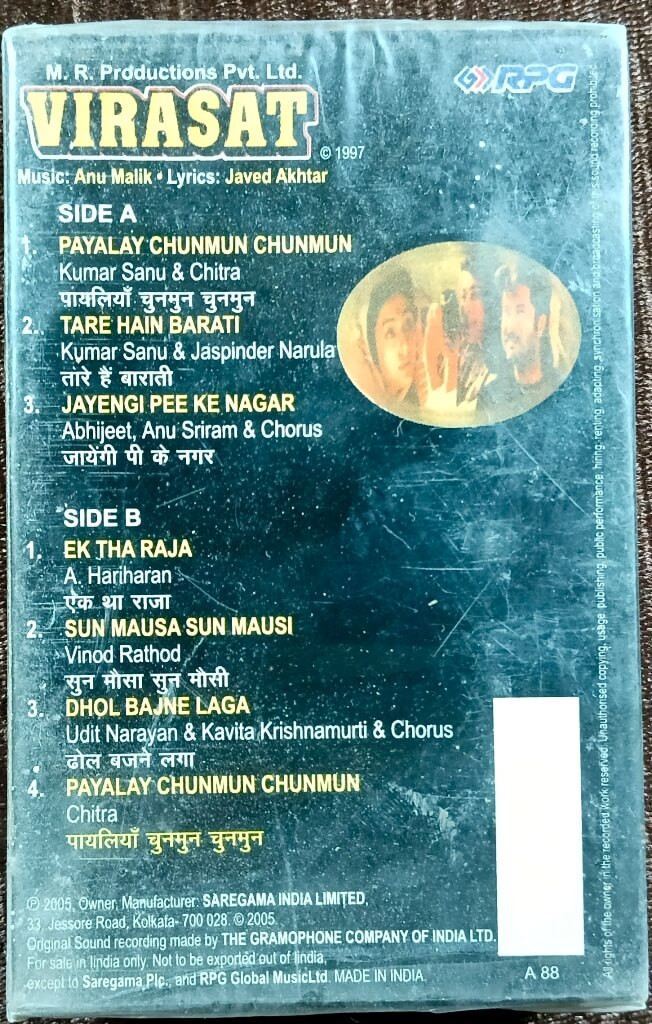 M. R. Productions Pvt. Ltd.
RPG
VIRASAT
© 1997
Music: Anu Malik • Lyrics: Javed Akhtar
SIDE A
1. PAYALAY CHUNMUN CHUNMUN
Kumar Sanu & Chitra
पायलियाँ चुनमुन चुनमुन
2. TARE HAIN BARATI
Kumar Sanu & Jaspinder Narula
तारे हैं बाराती
3. JAYENGI PEE KE NAGAR
Abhijeet, Anu Sriram & Chorus
जायेंगी पी के नगर
SIDE B
1. EK THA RAJA
A. Hariharan
एक था राजा
2. SUN MAUSA SUN MAUSI
Vinod Rathod
सुन मौसा सुन मौसी
3. DHOL BAJNE LAGA
Udit Narayan & Kavita Krishnamurti & Chorus
ढोल बजने लगा
4. PAYALAY CHUNMUN CHUNMUN
Chitra
पायलियाँ चुनमुन चुनमुन
℗ 2005, Owner, Manufacturer: SAREGAMA INDIA LIMITED,
33, Jessore Road, Kolkata- 700 028. © 2005
Original Sound recording made by THE GRAMOPHONE COMPANY OF INDIA LTD.
For sale in India only. Not to be exported out of India,
except to Saregama Plc., and RPG Global MusicLtd. MADE IN INDIA.
A 88
All rights of the owner in the recorded work reserved. Unauthorised copying, usage, publishing, public performance, hiring, renting, adapting, synchronisation and broadcasting of this sound recording prohibited.